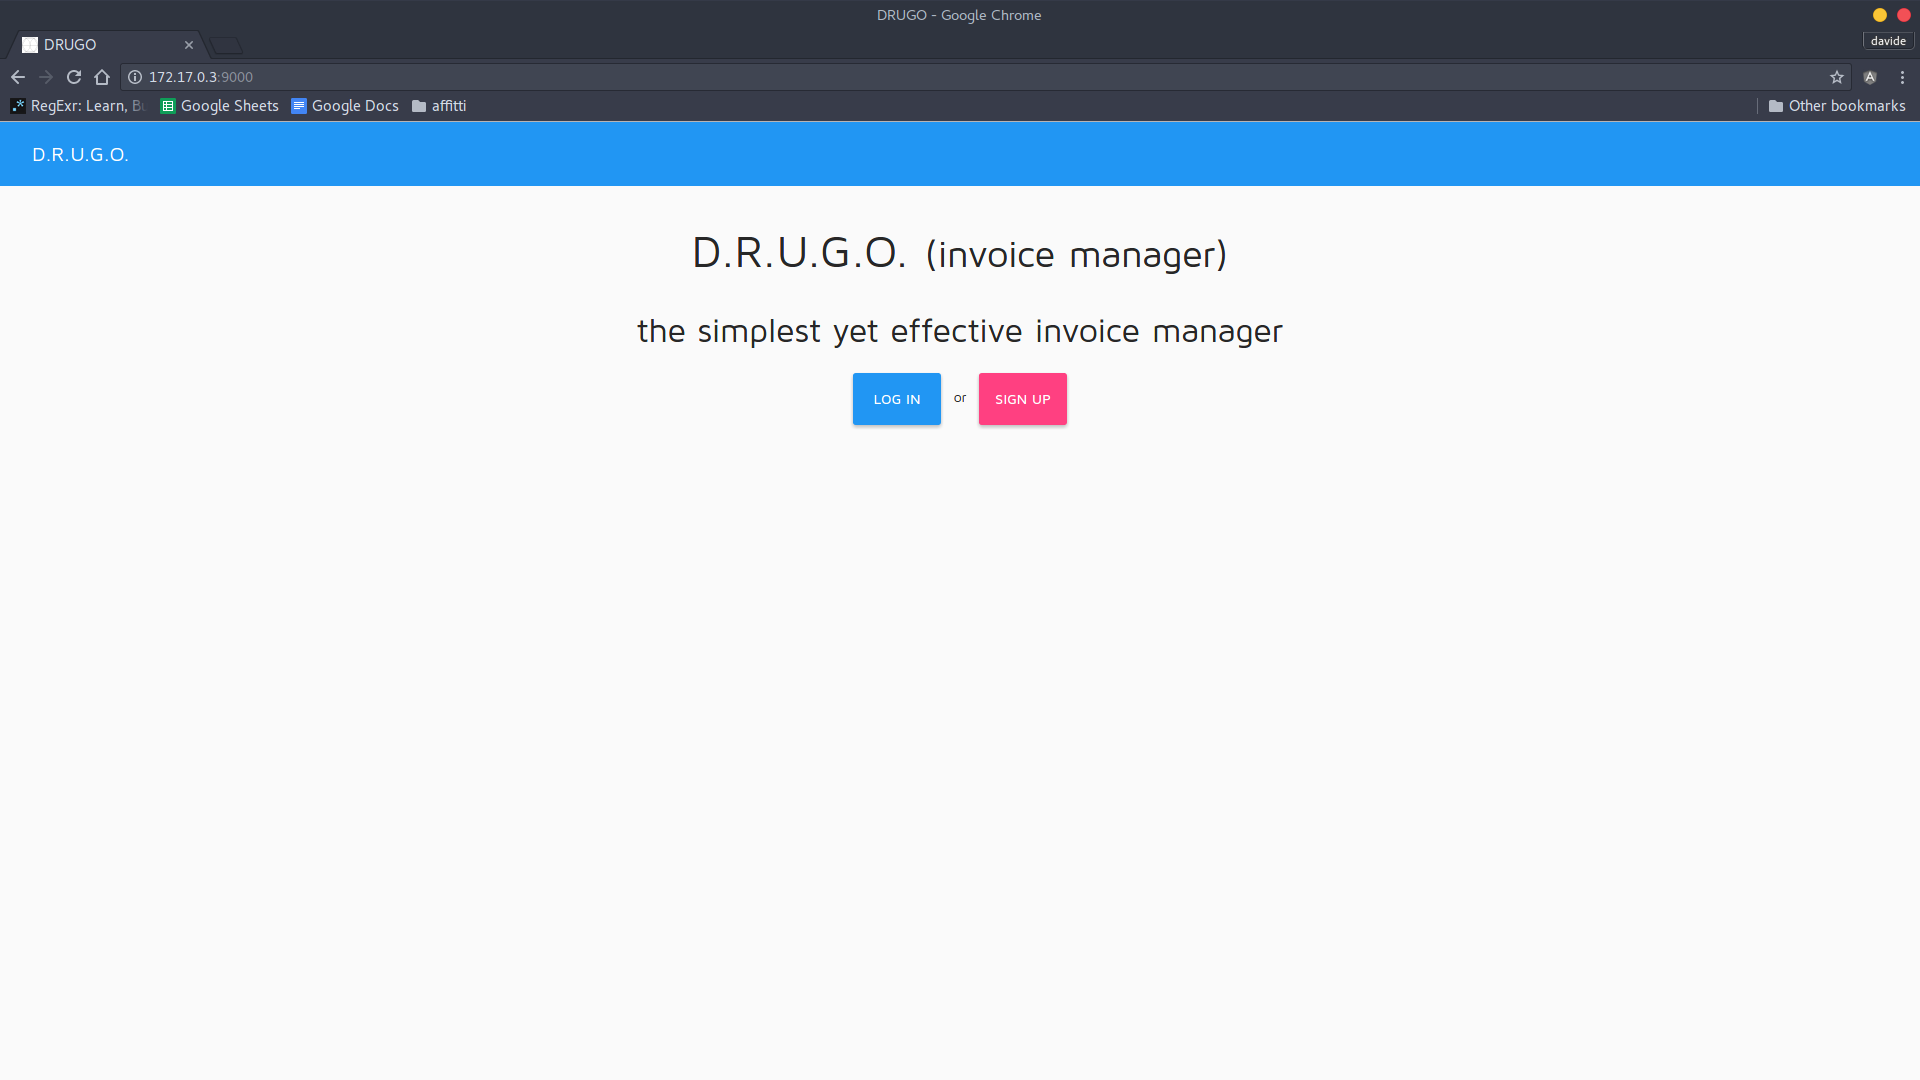 DRUGO - Google Chrome
DRUGO
davide
172.17.0.3:9000
RegExr: Learn, Google Sheets Google Docs affitti Other bookmarks
D.R.U.G.O.
D.R.U.G.O. (invoice manager)
the simplest yet effective invoice manager
LOG IN or SIGN UP